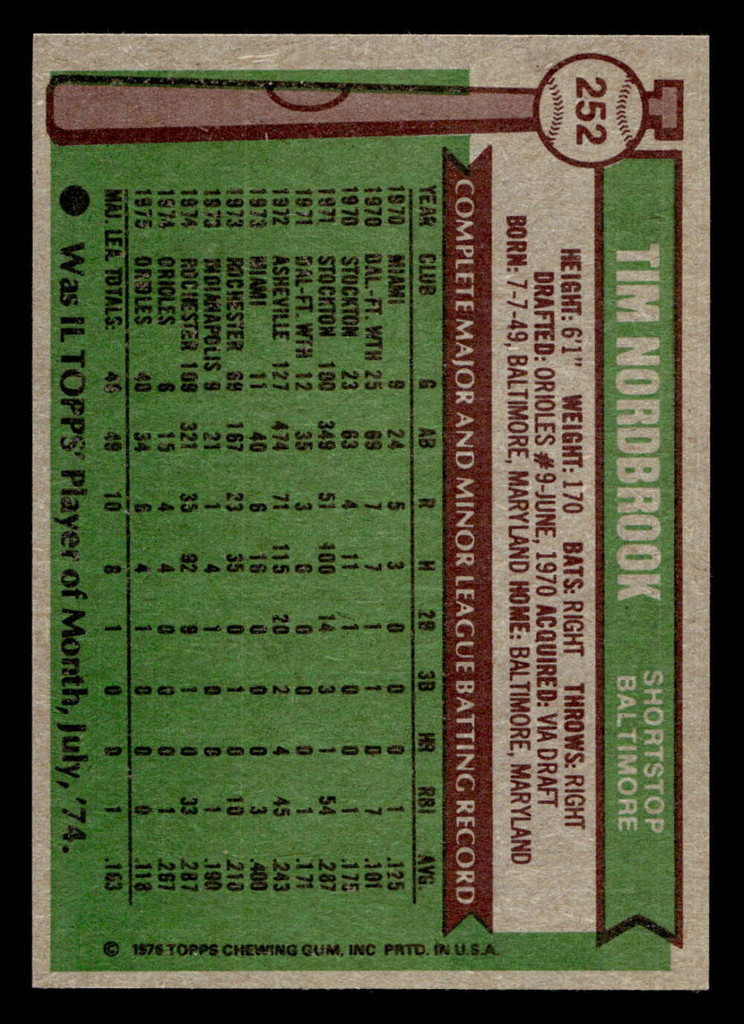 252
TIM NORDBROOK
SHORTSTOP
BALTIMORE
HEIGHT: 6'1" WEIGHT: 170 BATS: RIGHT THROWS: RIGHT
DRAFTED: ORIOLES #9-JUNE, 1970 ACQUIRED: VIA DRAFT
BORN: 7-7-49, BALTIMORE, MARYLAND HOME: BALTIMORE, MARYLAND
COMPLETE MAJOR AND MINOR LEAGUE BATTING RECORD
YEAR CLUB G AB R H 2B 3B HR RBI AVG.
1970 MIAMI 9 24 5 3 0 0 0 1 .125
1970 DAL-FT. WTH 25 69 7 7 1 1 0 7 .101
1970 STOCKTON 23 63 4 11 1 0 0 1 .175
1971 STOCKTON 100 349 51 100 14 3 1 54 .287
1971 DAL-FT. WTH 12 35 3 6 0 0 0 1 .171
1972 ASHEVILLE 127 474 71 115 20 2 4 45 .243
1973 MIAMI 11 40 6 16 0 0 0 3 .400
1973 ROCHESTER 69 167 23 35 0 1 0 10 .210
1973 INDIANAPOLIS 9 21 1 4 1 0 0 1 .190
1974 ROCHESTER 109 321 35 92 9 1 0 33 .287
1974 ORIOLES 6 15 4 4 0 0 0 1 .267
1975 ORIOLES 40 34 6 4 1 0 0 0 .118
MAJ. LEA. TOTALS: 46 49 10 8 1 0 0 1 .163
Was IL TOPPS' Player of Month, July, '74.
© 1976 TOPPS CHEWING GUM, INC PRTD. IN U.S.A.